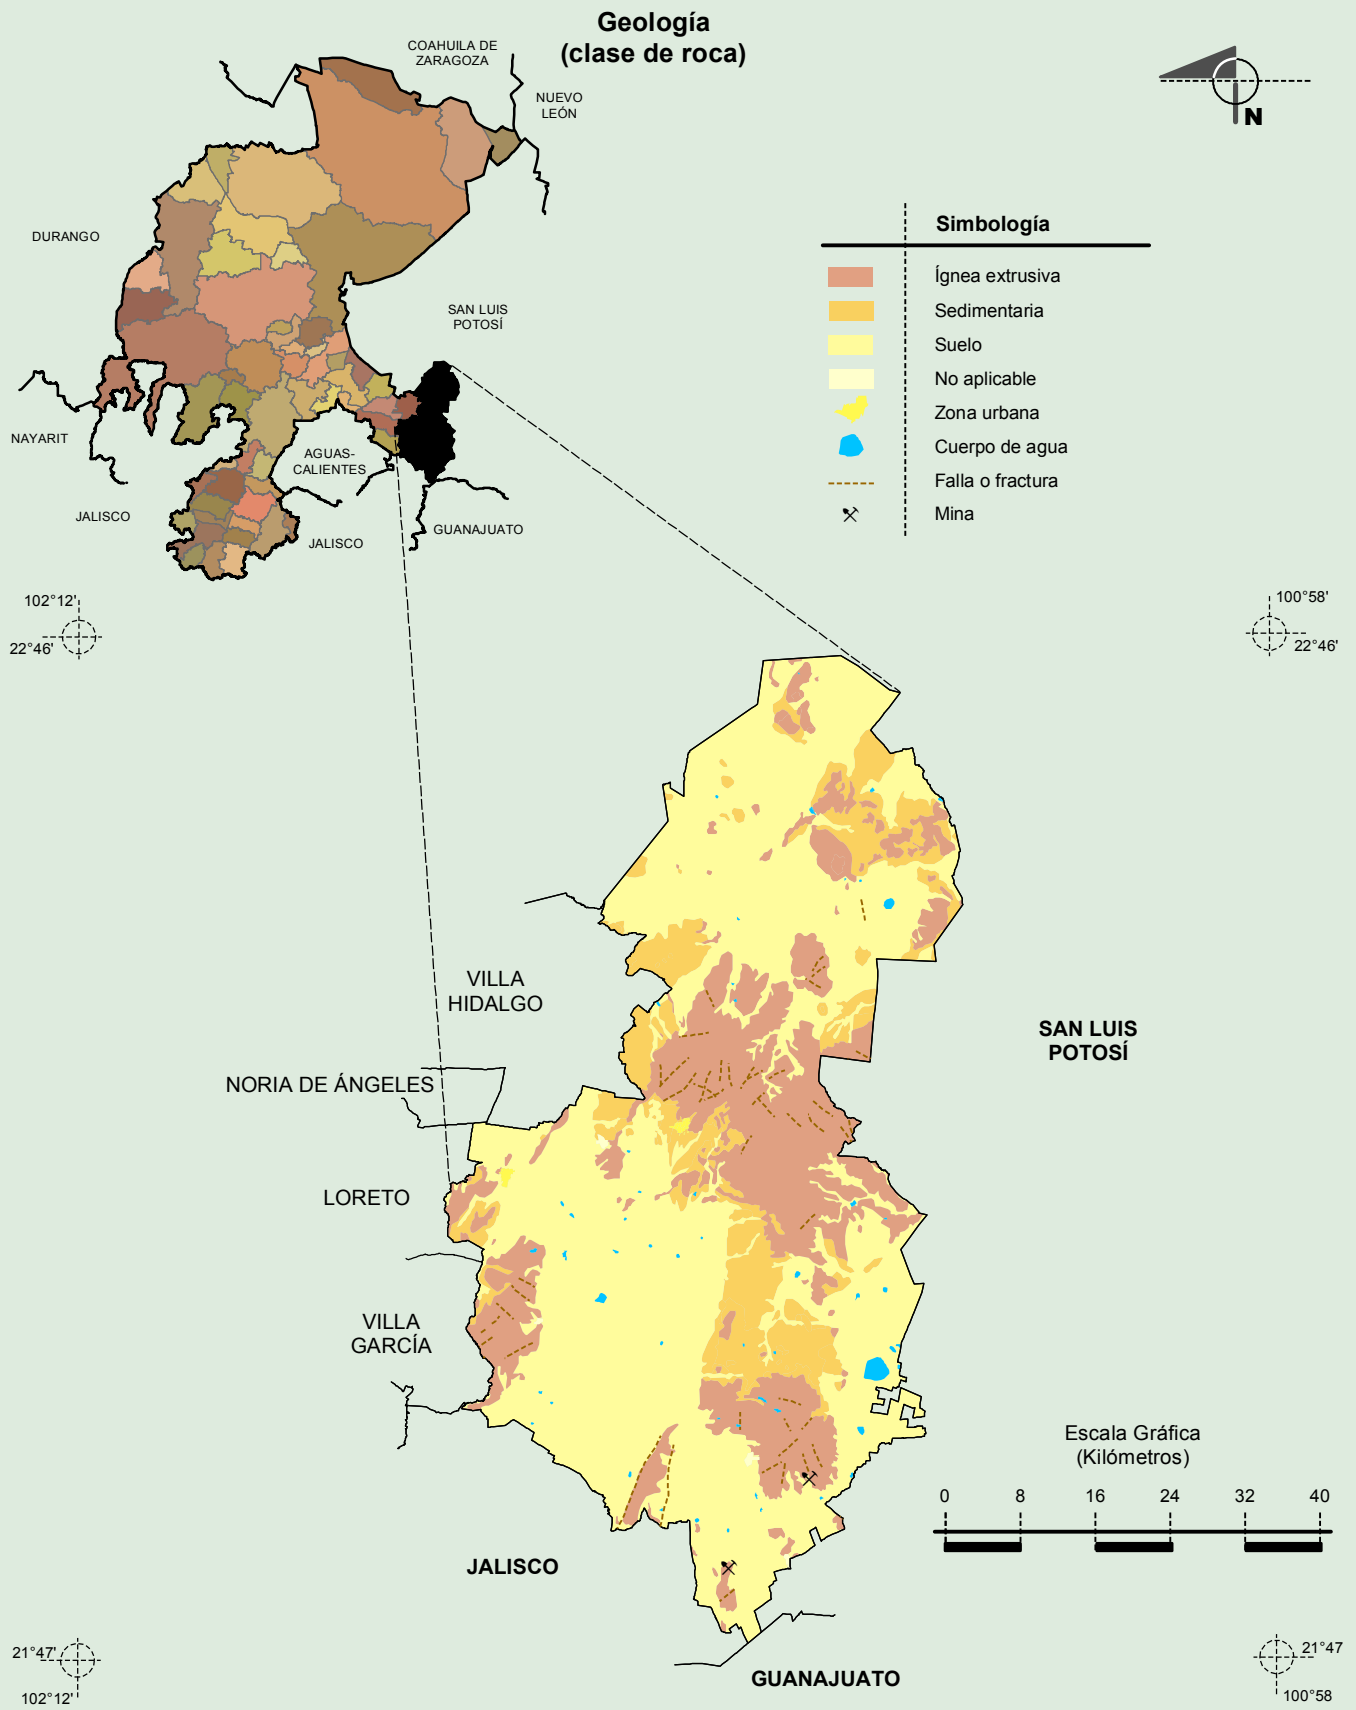 Geología
(clase de roca)
COAHUILA DE
ZARAGOZA
NUEVO
LEÓN
N
DURANGO
SAN LUIS
POTOSÍ
NAYARIT
AGUAS-
CALIENTES
JALISCO
JALISCO
GUANAJUATO
Simbología
Ígnea extrusiva
Sedimentaria
Suelo
No aplicable
Zona urbana
Cuerpo de agua
Falla o fractura
Mina
102°12'
22°46'
100°58'
22°46'
VILLA
HIDALGO
NORIA DE ÁNGELES
LORETO
VILLA
GARCÍA
SAN LUIS
POTOSÍ
JALISCO
GUANAJUATO
Escala Gráfica
(Kilómetros)
0 8 16 24 32 40
21°47'
102°12'
21°47
100°58